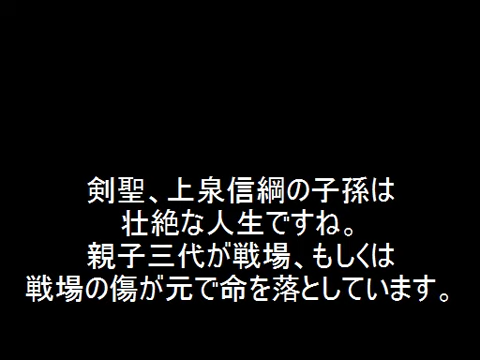 剣聖、上泉信綱の子孫は
壮絶な人生ですね。
親子三代が戦場、もしくは
戦場の傷が元で命を落としています。